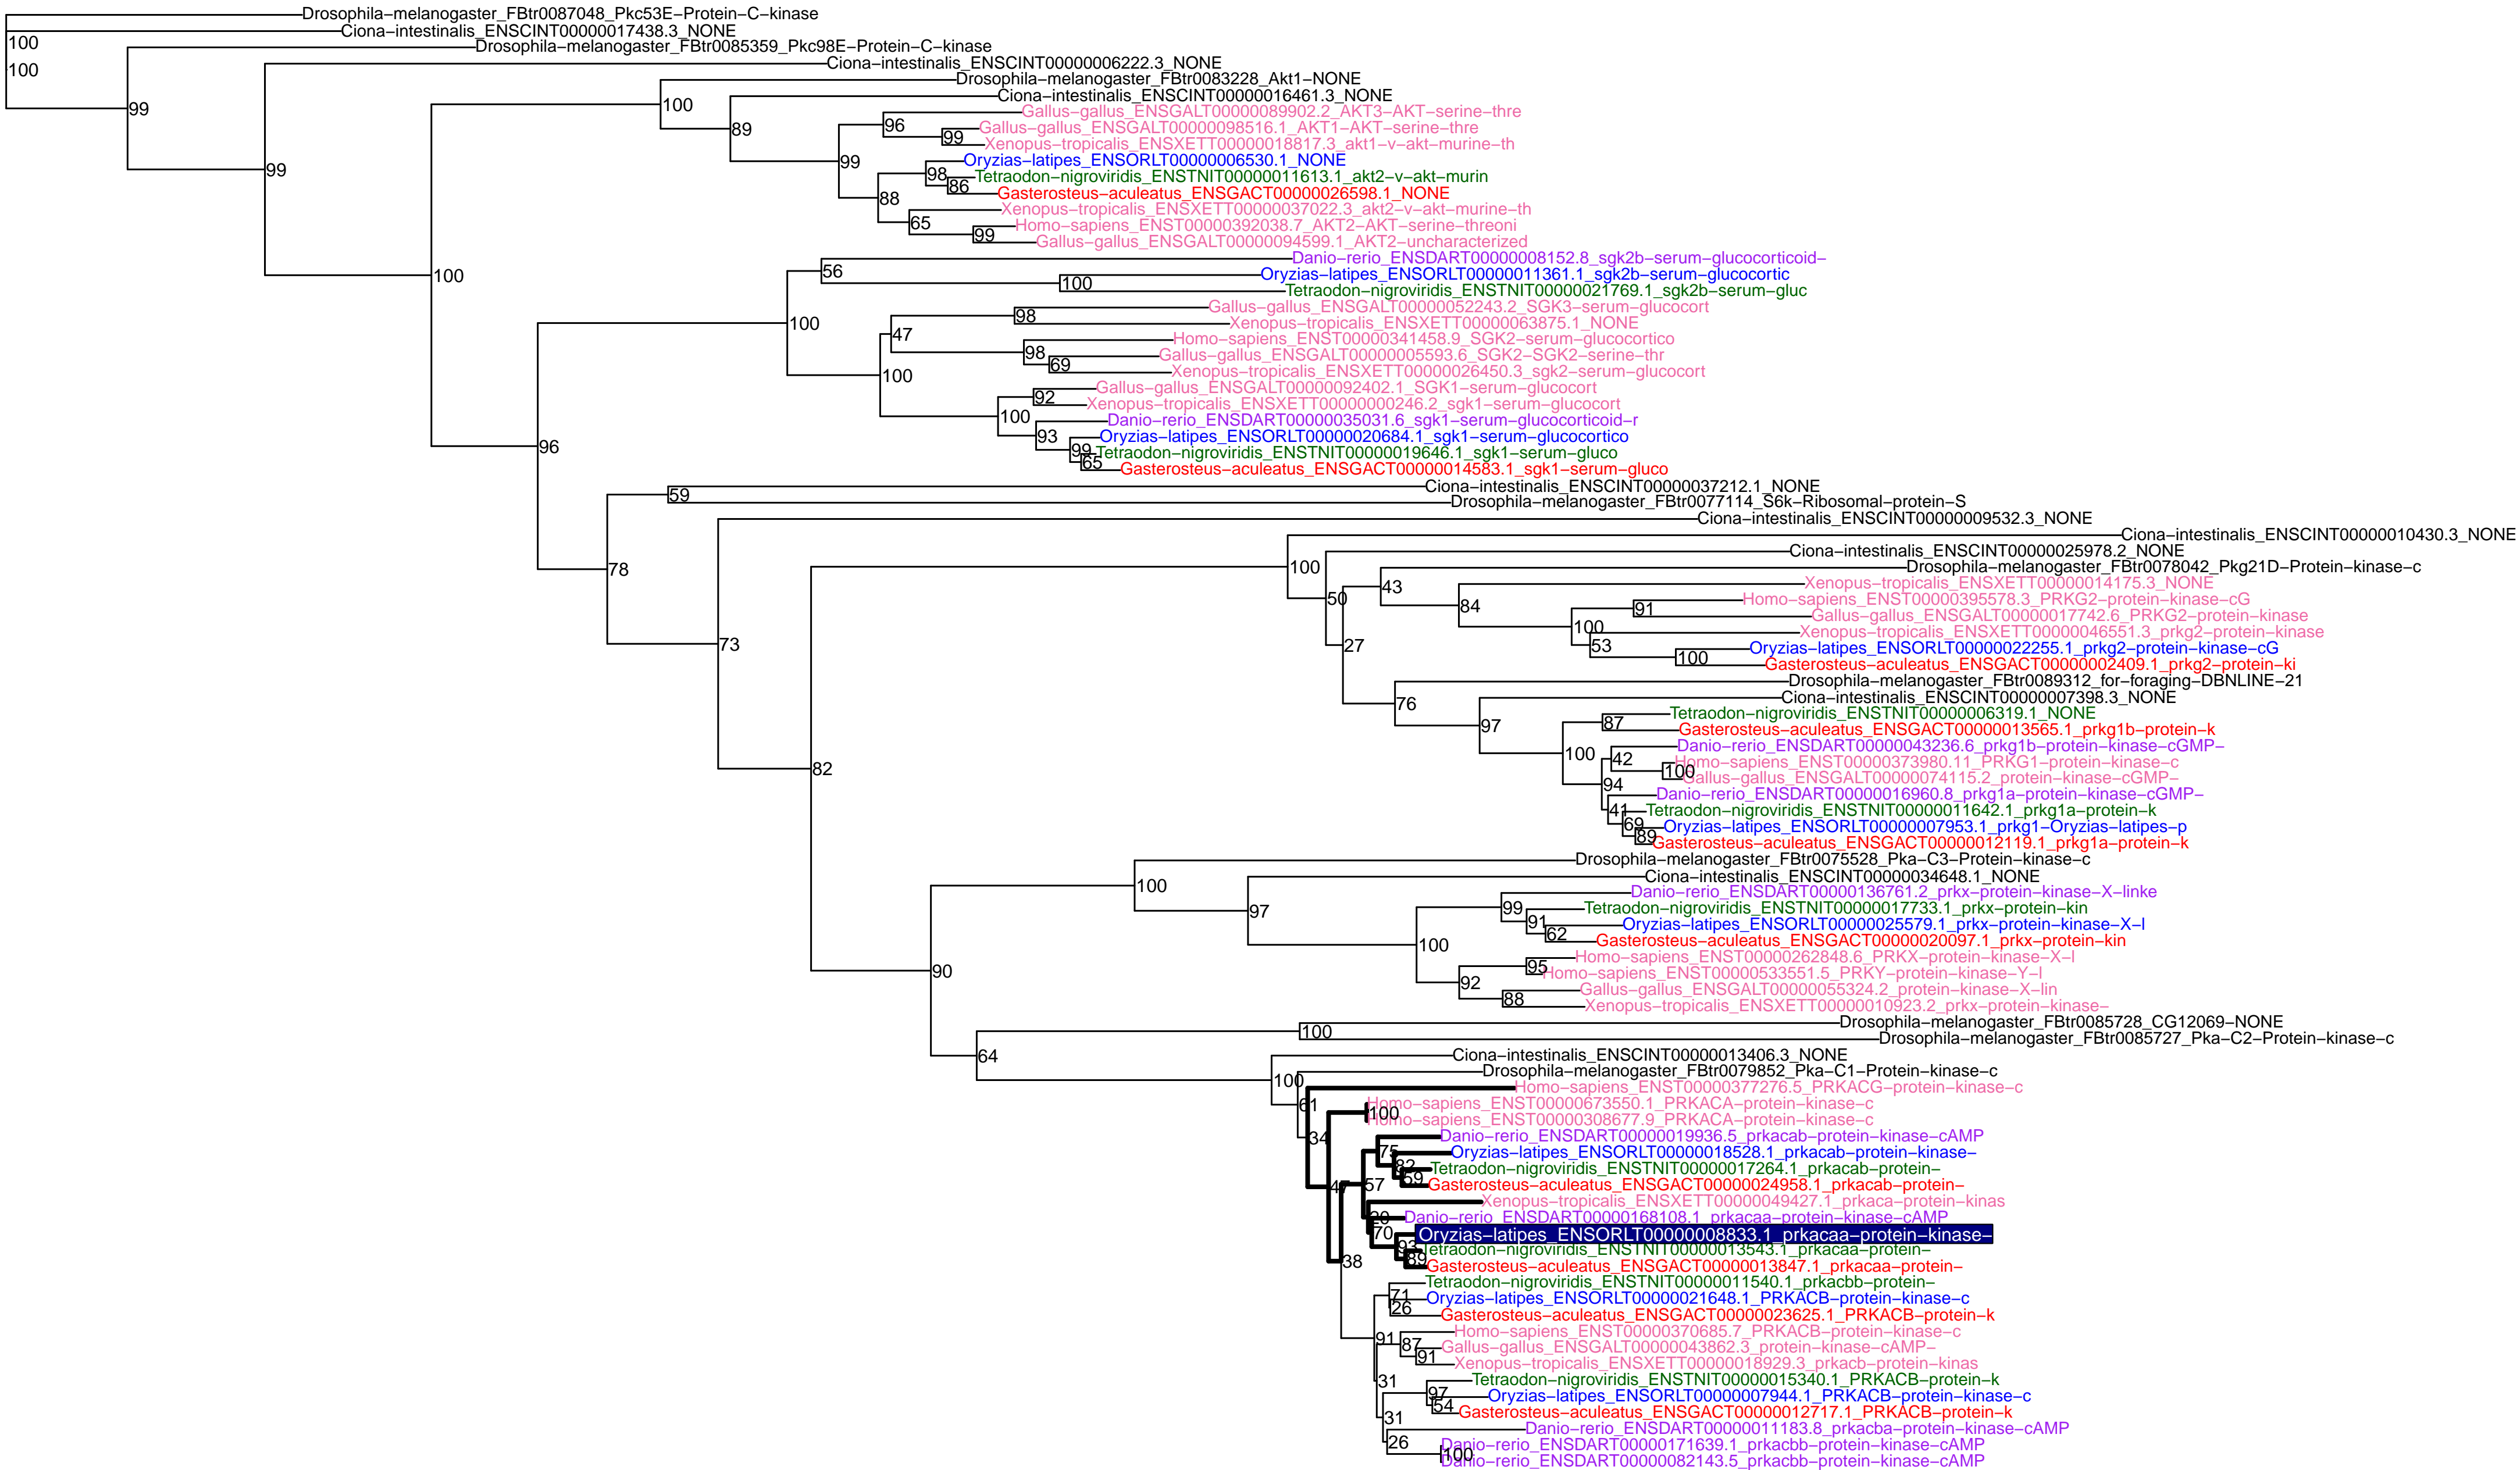 Drosophila−melanogaster_FBtr0087048_Pkc53E−Protein−C−kinase
Ciona−intestinalis_ENSCINT00000017438.3_NONE
100
Drosophila−melanogaster_FBtr0085359_Pkc98E−Protein−C−kinase
Ciona−intestinalis_ENSCINT00000006222.3_NONE
100
Drosophila−melanogaster_FBtr0083228_Akt1−NONE
Ciona−intestinalis_ENSCINT00000016461.3_NONE
100
99
Gallus−gallus_ENSGALT00000089902.2_AKT3−AKT−serine−thre
96
Gallus−gallus_ENSGALT00000098516.1_AKT1−AKT−serine−thre
89
99
Xenopus−tropicalis_ENSXETT00000018817.3_akt1−v−akt−murine−th
99
Oryzias−latipes_ENSORLT00000006530.1_NONE
99
98
Tetraodon−nigroviridis_ENSTNIT00000011613.1_akt2−v−akt−murin
86
Gasterosteus−aculeatus_ENSGACT00000026598.1_NONE
88
Xenopus−tropicalis_ENSXETT00000037022.3_akt2−v−akt−murine−th
65
Homo−sapiens_ENST00000392038.7_AKT2−AKT−serine−threoni
99
Gallus−gallus_ENSGALT00000094599.1_AKT2−uncharacterized
Danio−rerio_ENSDART00000008152.8_sgk2b−serum−glucocorticoid−
56
100
Oryzias−latipes_ENSORLT00000011361.1_sgk2b−serum−glucocortic
100
Tetraodon−nigroviridis_ENSTNIT00000021769.1_sgk2b−serum−gluc
Gallus−gallus_ENSGALT00000052243.2_SGK3−serum−glucocort
98
100
Xenopus−tropicalis_ENSXETT00000063875.1_NONE
47
Homo−sapiens_ENST00000341458.9_SGK2−serum−glucocortico
98
Gallus−gallus_ENSGALT00000005593.6_SGK2−SGK2−serine−thr
69
Xenopus−tropicalis_ENSXETT00000026450.3_sgk2−serum−glucocort
100
Gallus−gallus_ENSGALT00000092402.1_SGK1−serum−glucocort
92
Xenopus−tropicalis_ENSXETT00000000246.2_sgk1−serum−glucocort
100
Danio−rerio_ENSDART00000035031.6_sgk1−serum−glucocorticoid−r
93
Oryzias−latipes_ENSORLT00000020684.1_sgk1−serum−glucocortico
96
99
Tetraodon−nigroviridis_ENSTNIT00000019646.1_sgk1−serum−gluco
65
Gasterosteus−aculeatus_ENSGACT00000014583.1_sgk1−serum−gluco
Ciona−intestinalis_ENSCINT00000037212.1_NONE
59
Drosophila−melanogaster_FBtr0077114_S6k−Ribosomal−protein−S
Ciona−intestinalis_ENSCINT00000009532.3_NONE
Ciona−intestinalis_ENSCINT00000010430.3_NONE
Ciona−intestinalis_ENSCINT00000025978.2_NONE
78
100
Drosophila−melanogaster_FBtr0078042_Pkg21D−Protein−kinase−c
Xenopus−tropicalis_ENSXETT00000014175.3_NONE
43
50
Homo−sapiens_ENST00000395578.3_PRKG2−protein−kinase−cG
84
91
Gallus−gallus_ENSGALT00000017742.6_PRKG2−protein−kinase
100
Xenopus−tropicalis_ENSXETT00000046551.3_prkg2−protein−kinase
73
27
53
Oryzias−latipes_ENSORLT00000022255.1_prkg2−protein−kinase−cG
100
Gasterosteus−aculeatus_ENSGACT00000002409.1_prkg2−protein−ki
Drosophila−melanogaster_FBtr0089312_for−foraging−DBNLINE−21
76
Ciona−intestinalis_ENSCINT00000007398.3_NONE
Tetraodon−nigroviridis_ENSTNIT00000006319.1_NONE
97
87
Gasterosteus−aculeatus_ENSGACT00000013565.1_prkg1b−protein−k
100
Danio−rerio_ENSDART00000043236.6_prkg1b−protein−kinase−cGMP−
42
Homo−sapiens_ENST00000373980.11_PRKG1−protein−kinase−c
82
100
Gallus−gallus_ENSGALT00000074115.2_protein−kinase−cGMP−
94
Danio−rerio_ENSDART00000016960.8_prkg1a−protein−kinase−cGMP−
41
Tetraodon−nigroviridis_ENSTNIT00000011642.1_prkg1a−protein−k
69
Oryzias−latipes_ENSORLT00000007953.1_prkg1−Oryzias−latipes−p
89
Gasterosteus−aculeatus_ENSGACT00000012119.1_prkg1a−protein−k
Drosophila−melanogaster_FBtr0075528_Pka−C3−Protein−kinase−c
100
Ciona−intestinalis_ENSCINT00000034648.1_NONE
Danio−rerio_ENSDART00000136761.2_prkx−protein−kinase−X−linke
97
99
Tetraodon−nigroviridis_ENSTNIT00000017733.1_prkx−protein−kin
91
Oryzias−latipes_ENSORLT00000025579.1_prkx−protein−kinase−X−l
62
Gasterosteus−aculeatus_ENSGACT00000020097.1_prkx−protein−kin
100
Homo−sapiens_ENST00000262848.6_PRKX−protein−kinase−X−l
90
95
Homo−sapiens_ENST00000533551.5_PRKY−protein−kinase−Y−l
92
Gallus−gallus_ENSGALT00000055324.2_protein−kinase−X−lin
88
Xenopus−tropicalis_ENSXETT00000010923.2_prkx−protein−kinase−
Drosophila−melanogaster_FBtr0085728_CG12069−NONE
100
Drosophila−melanogaster_FBtr0085727_Pka−C2−Protein−kinase−c
64
Ciona−intestinalis_ENSCINT00000013406.3_NONE
Drosophila−melanogaster_FBtr0079852_Pka−C1−Protein−kinase−c
100
Homo−sapiens_ENST00000377276.5_PRKACG−protein−kinase−c
61
Homo−sapiens_ENST00000673550.1_PRKACA−protein−kinase−c
100
Homo−sapiens_ENST00000308677.9_PRKACA−protein−kinase−c
34
Danio−rerio_ENSDART00000019936.5_prkacab−protein−kinase−cAMP
75
Oryzias−latipes_ENSORLT00000018528.1_prkacab−protein−kinase−
82
Tetraodon−nigroviridis_ENSTNIT00000017264.1_prkacab−protein−
59
47
57
Gasterosteus−aculeatus_ENSGACT00000024958.1_prkacab−protein−
Xenopus−tropicalis_ENSXETT00000049427.1_prkaca−protein−kinas
20
Danio−rerio_ENSDART00000168108.1_prkacaa−protein−kinase−cAMP
70
Oryzias−latipes_ENSORLT00000008833.1_prkacaa−protein−kinase−
93
Tetraodon−nigroviridis_ENSTNIT00000013543.1_prkacaa−protein−
38
89
Gasterosteus−aculeatus_ENSGACT00000013847.1_prkacaa−protein−
Tetraodon−nigroviridis_ENSTNIT00000011540.1_prkacbb−protein−
71
Oryzias−latipes_ENSORLT00000021648.1_PRKACB−protein−kinase−c
26
Gasterosteus−aculeatus_ENSGACT00000023625.1_PRKACB−protein−k
Homo−sapiens_ENST00000370685.7_PRKACB−protein−kinase−c
91
87
Gallus−gallus_ENSGALT00000043862.3_protein−kinase−cAMP−
91
Xenopus−tropicalis_ENSXETT00000018929.3_prkacb−protein−kinas
31
Tetraodon−nigroviridis_ENSTNIT00000015340.1_PRKACB−protein−k
97
Oryzias−latipes_ENSORLT00000007944.1_PRKACB−protein−kinase−c
54
Gasterosteus−aculeatus_ENSGACT00000012717.1_PRKACB−protein−k
31
Danio−rerio_ENSDART00000011183.8_prkacba−protein−kinase−cAMP
26
Danio−rerio_ENSDART00000171639.1_prkacbb−protein−kinase−cAMP
100
Danio−rerio_ENSDART00000082143.5_prkacbb−protein−kinase−cAMP